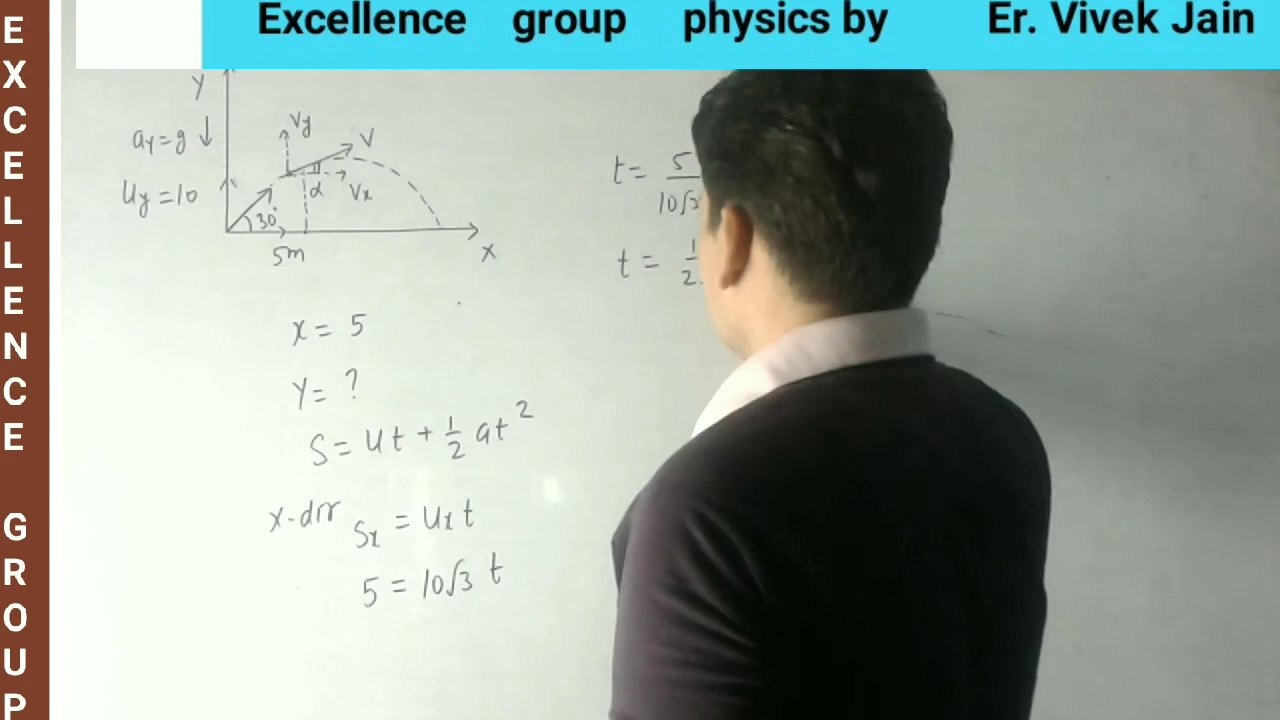 Excellence group physics by Er. Vivek Jain
EXCELLENCE GROUP
Y
ay = g ↓
uy = 10
Vy
V
α
Vx
30°
5m
X
x = 5
Y = ?
S = ut + 1/2 at²
x-dir Sx = Ux t
5 = 10√3 t
t = 5/10√3
t = 1/2